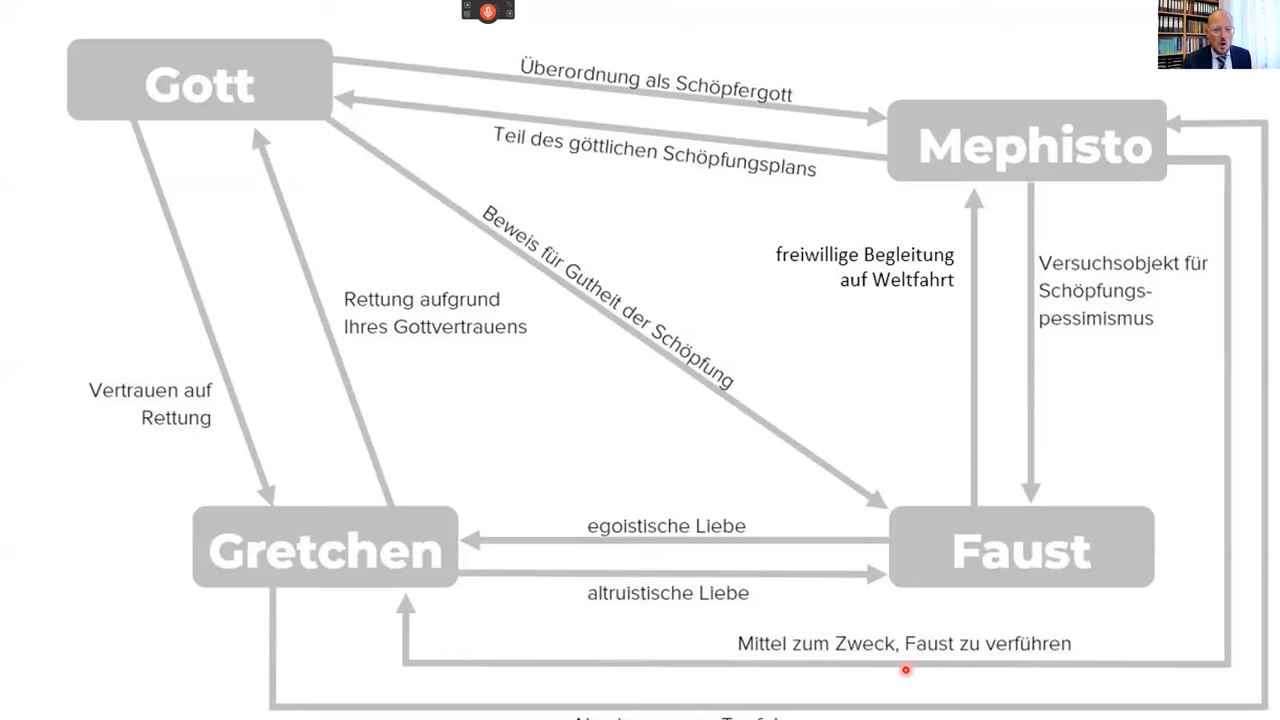 Gott
Überordnung als Schöpfergott
Teil des göttlichen Schöpfungsplans
Mephisto
Beweis für Gutheit der Schöpfung
freiwillige Begleitung
auf Weltfahrt
Versuchsobjekt für
Schöpfungs-
pessimismus
Rettung aufgrund
Ihres Gottvertrauens
Vertrauen auf
Rettung
Gretchen
egoistische Liebe
altruistische Liebe
Faust
Mittel zum Zweck, Faust zu verführen